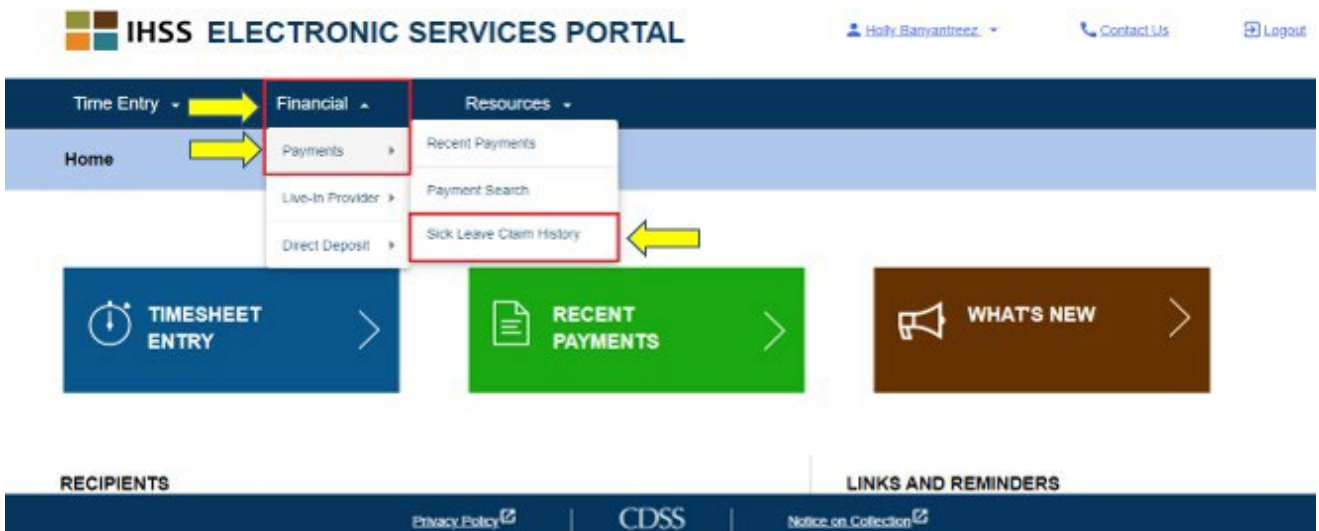 IHSS ELECTRONIC SERVICES PORTAL
Holly Banyantreez
Contact Us
Logout
Time Entry
Financial
Resources
Home
Payments
Recent Payments
Live-In Provider
Payment Search
Direct Deposit
Sick Leave Claim History
TIMESHEET
ENTRY
RECENT
PAYMENTS
WHAT'S NEW
RECIPIENTS
LINKS AND REMINDERS
Privacy Policy
CDSS
Notice on Collection